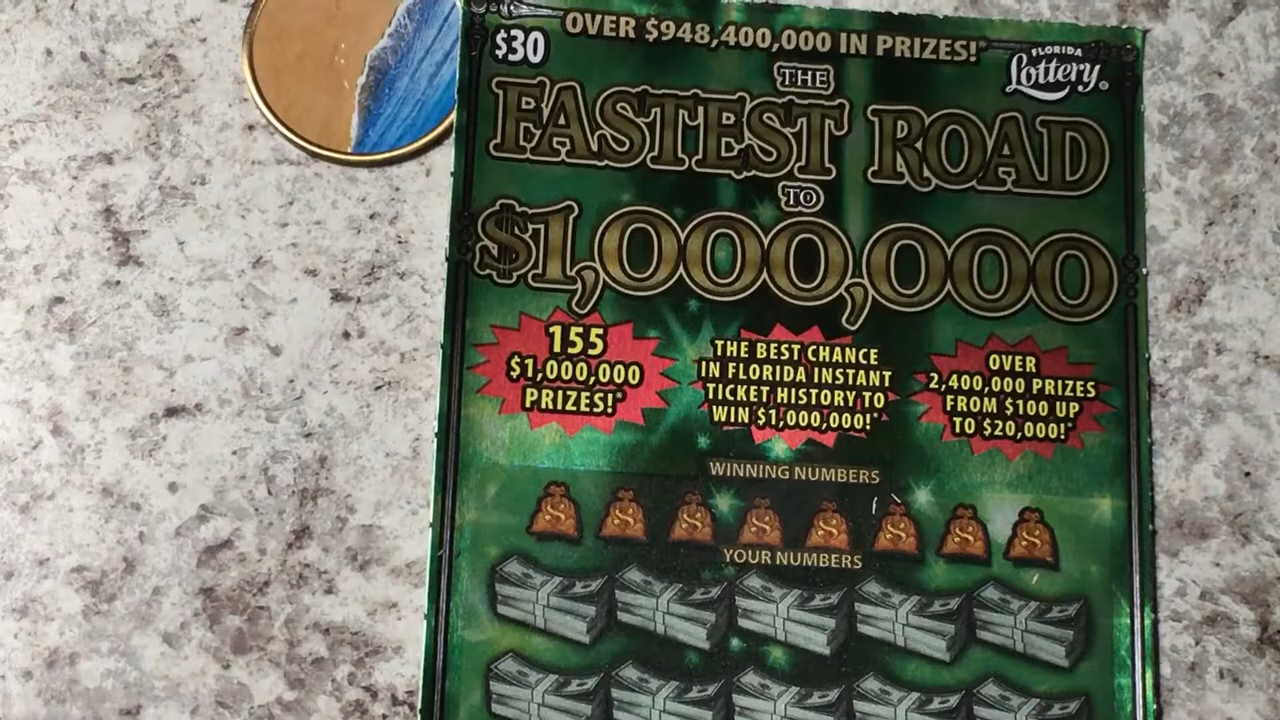 OVER $948,400,000 IN PRIZES!*
$30
FLORIDA
Lottery®
THE
FASTEST ROAD
TO
$1,000,000
155
$1,000,000
PRIZES!*
THE BEST CHANCE
IN FLORIDA INSTANT
TICKET HISTORY TO
WIN $1,000,000!*
OVER
2,400,000 PRIZES
FROM $100 UP
TO $20,000!*
WINNING NUMBERS
$ $ $ $ $ $ $ $
YOUR NUMBERS